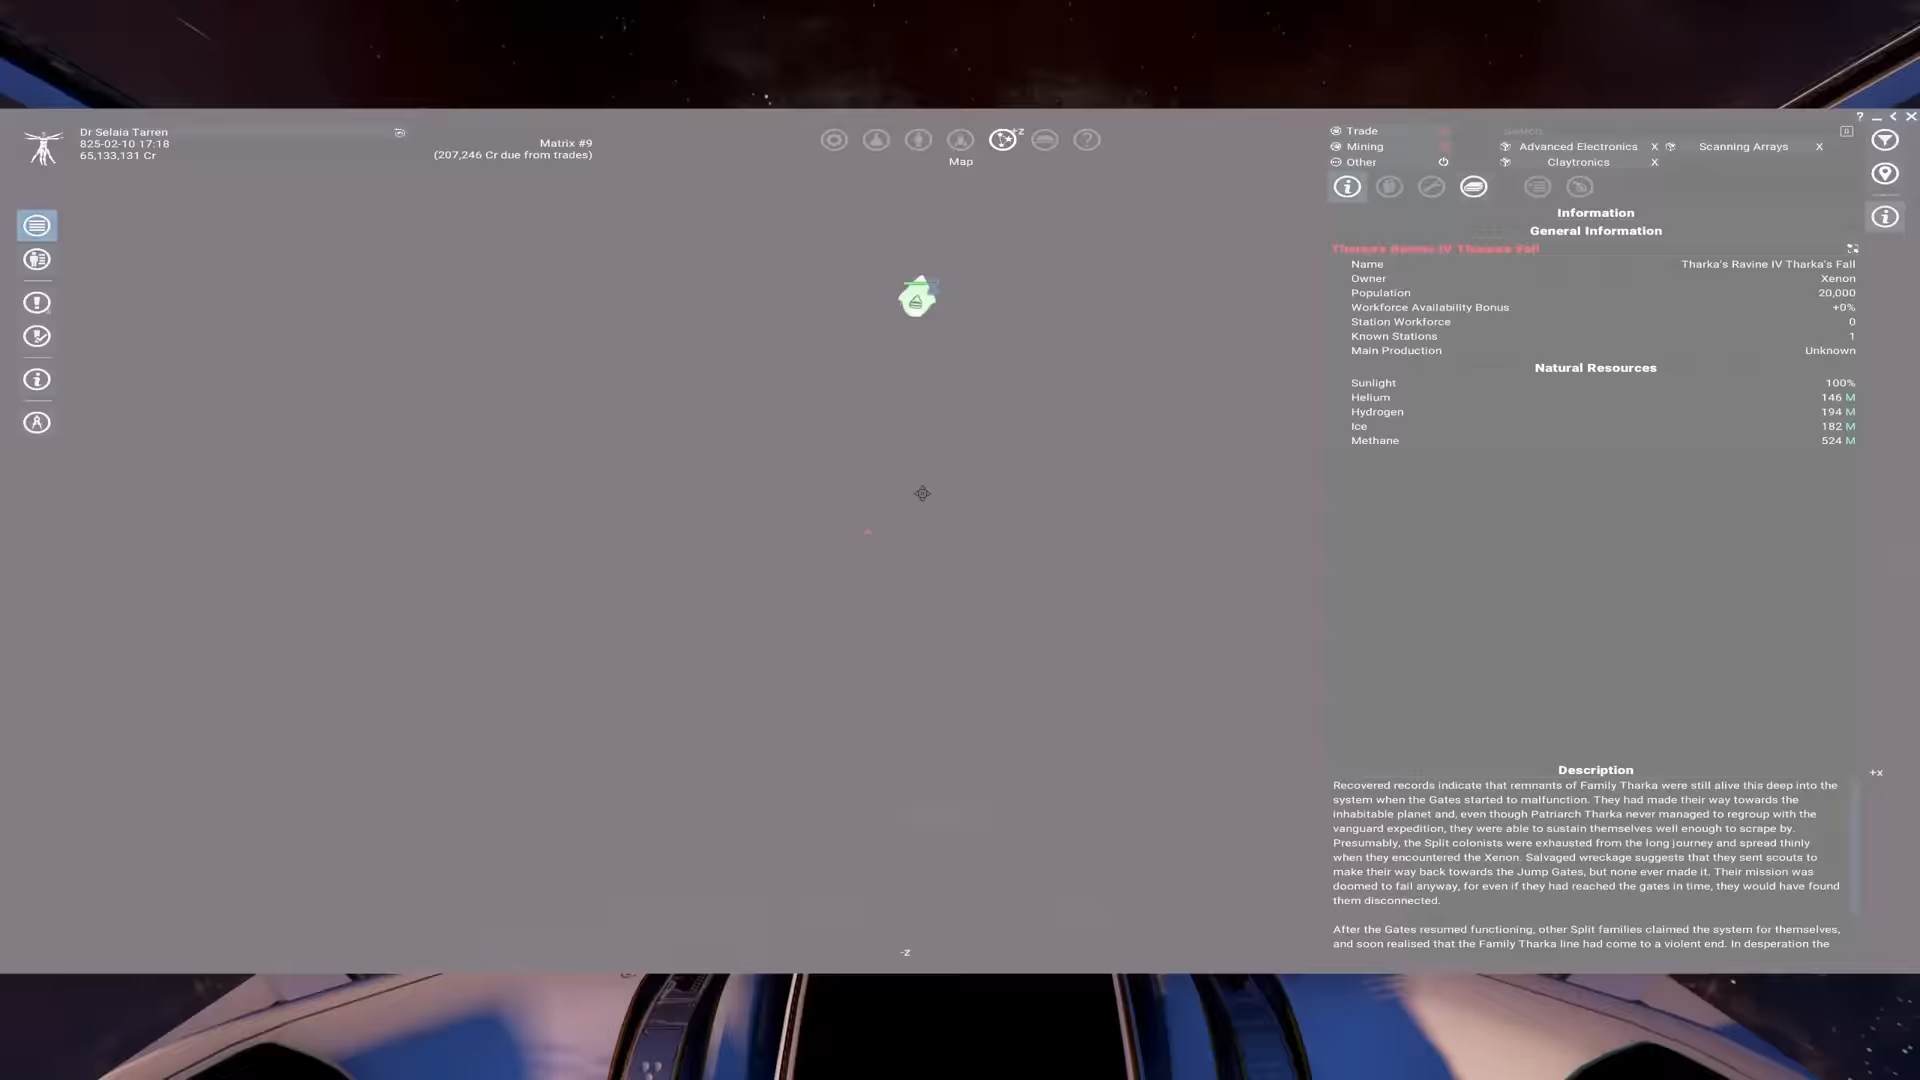 Dr Selaia Tarren
825-02-10 17:18
65,133,131 Cr
Matrix #9
(207,246 Cr due from trades)
+z
Map
? _ < X
Trade
Search
0
Mining
Advanced Electronics X
Scanning Arrays X
Other
Claytronics X
Information
General Information
Name Tharka's Ravine IV Tharka's Fall
Owner Xenon
Population 20,000
Workforce Availability Bonus +0%
Station Workforce 0
Known Stations 1
Main Production Unknown
Natural Resources
Sunlight 100%
Helium 146 M
Hydrogen 194 M
Ice 182 M
Methane 524 M
Description
+x
Recovered records indicate that remnants of Family Tharka were still alive this deep into the
system when the Gates started to malfunction. They had made their way towards the
inhabitable planet and, even though Patriarch Tharka never managed to regroup with the
vanguard expedition, they were able to sustain themselves well enough to scrape by.
Presumably, the Split colonists were exhausted from the long journey and spread thinly
when they encountered the Xenon. Salvaged wreckage suggests that they sent scouts to
make their way back towards the Jump Gates, but none ever made it. Their mission was
doomed to fail anyway, for even if they had reached the gates in time, they would have found
them disconnected.
After the Gates resumed functioning, other Split families claimed the system for themselves,
and soon realised that the Family Tharka line had come to a violent end. In desperation the
-z